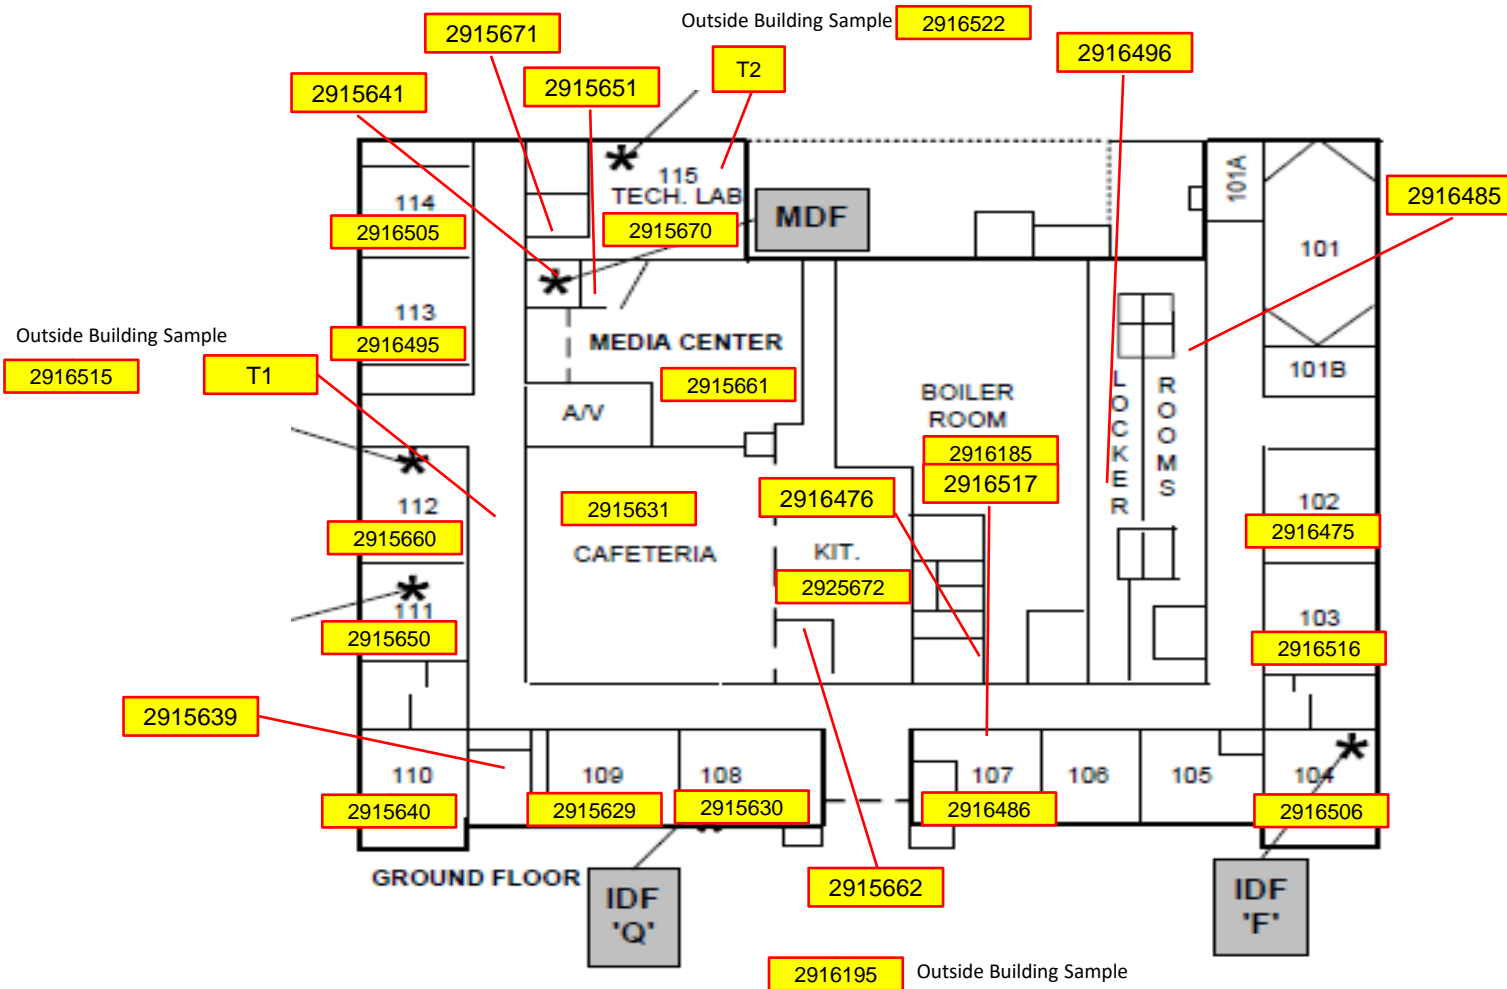 Outside Building Sample 2916522
2915671
T2
2916496
2915651
2915641
115
TECH. LAB
2915670
MDF
101A
2916485
114
2916505
101
113
2916495
Outside Building Sample
2916515
T1
MEDIA CENTER
2915661
101B
A/V
BOILER
ROOM
LOCKER
ROOMS
2916185
2916517
2916476
112
2915660
2915631
CAFETERIA
KIT.
2925672
102
2916475
111
2915650
103
2916516
2915639
110
2915640
109
2915629
108
2915630
107
2916486
106
105
104
2916506
GROUND FLOOR
IDF
'Q'
2915662
IDF
'F'
2916195 Outside Building Sample